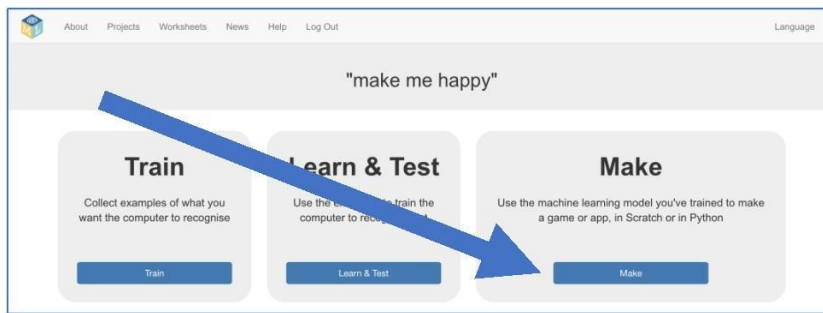 About Projects Worksheets News Help Log Out Language
"make me happy"
Train
Collect examples of what you
want the computer to recognise
Train
Learn & Test
Use the train the
computer to
Learn & Test
Make
Use the machine learning model you've trained to make
a game or app, in Scratch or in Python
Make